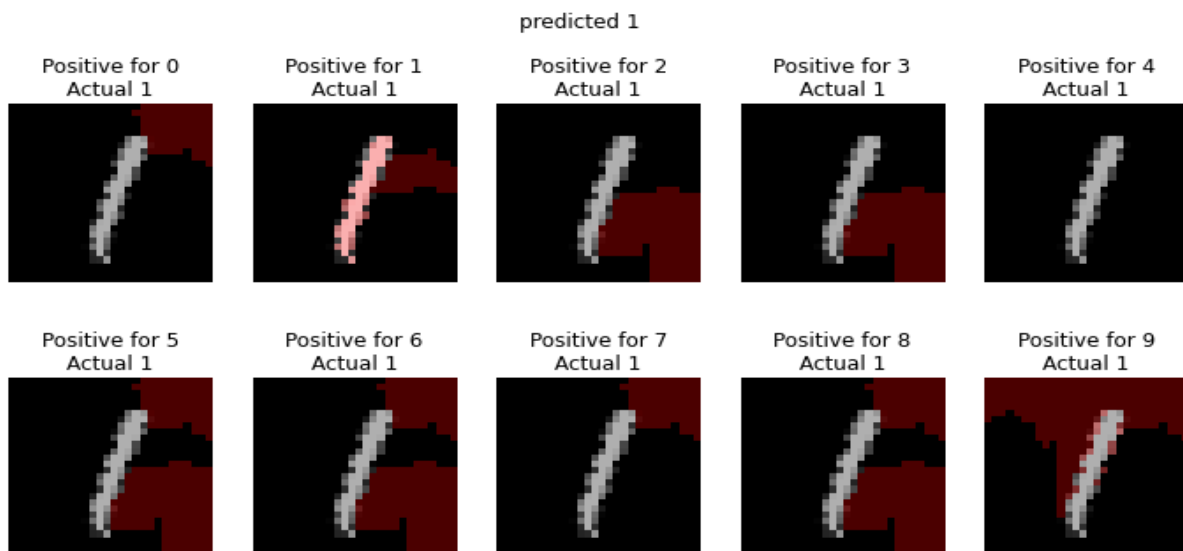 predicted 1
Positive for 0
Actual 1
Positive for 1
Actual 1
Positive for 2
Actual 1
Positive for 3
Actual 1
Positive for 4
Actual 1
Positive for 5
Actual 1
Positive for 6
Actual 1
Positive for 7
Actual 1
Positive for 8
Actual 1
Positive for 9
Actual 1